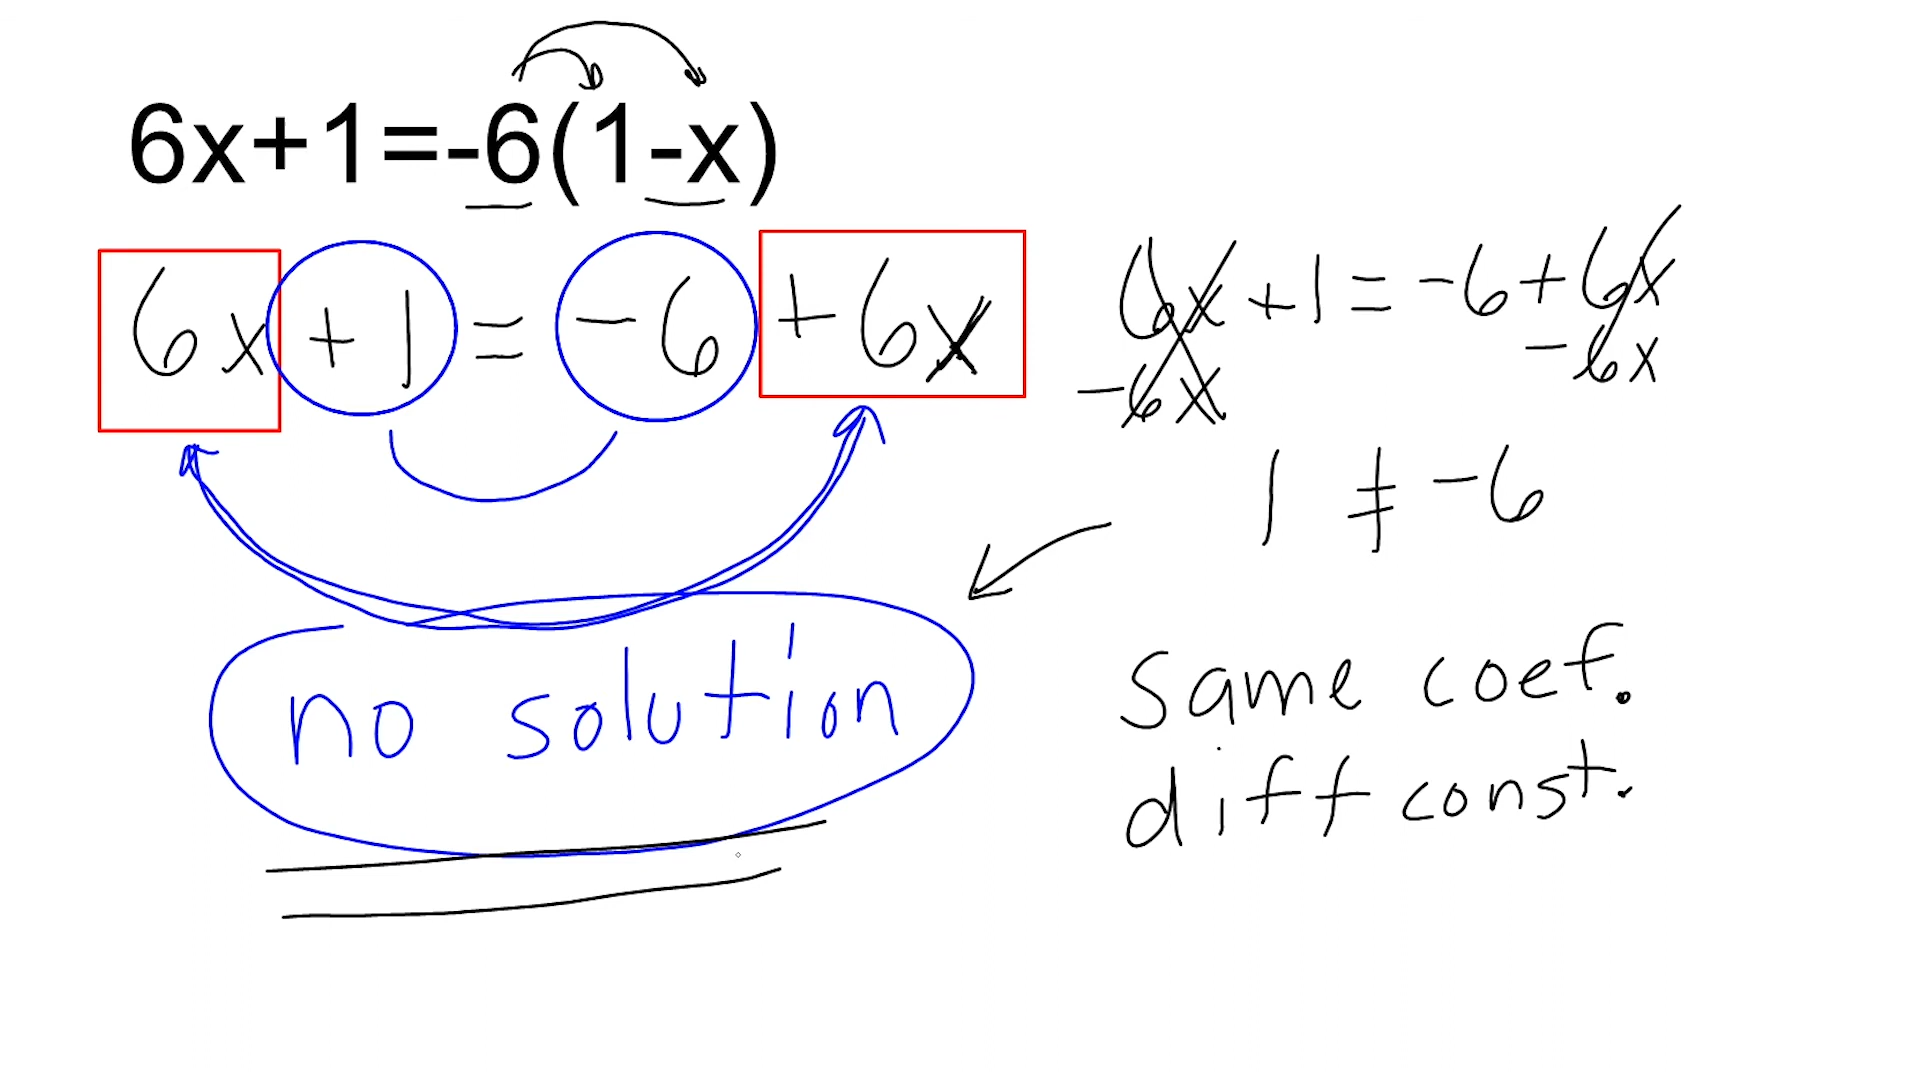 6x+1=-6(1-x)
6x + 1 = -6 + 6x
6x + 1 = -6 + 6x
-6x -6x
1 ≠ -6
no solution
same coef.
diff const.